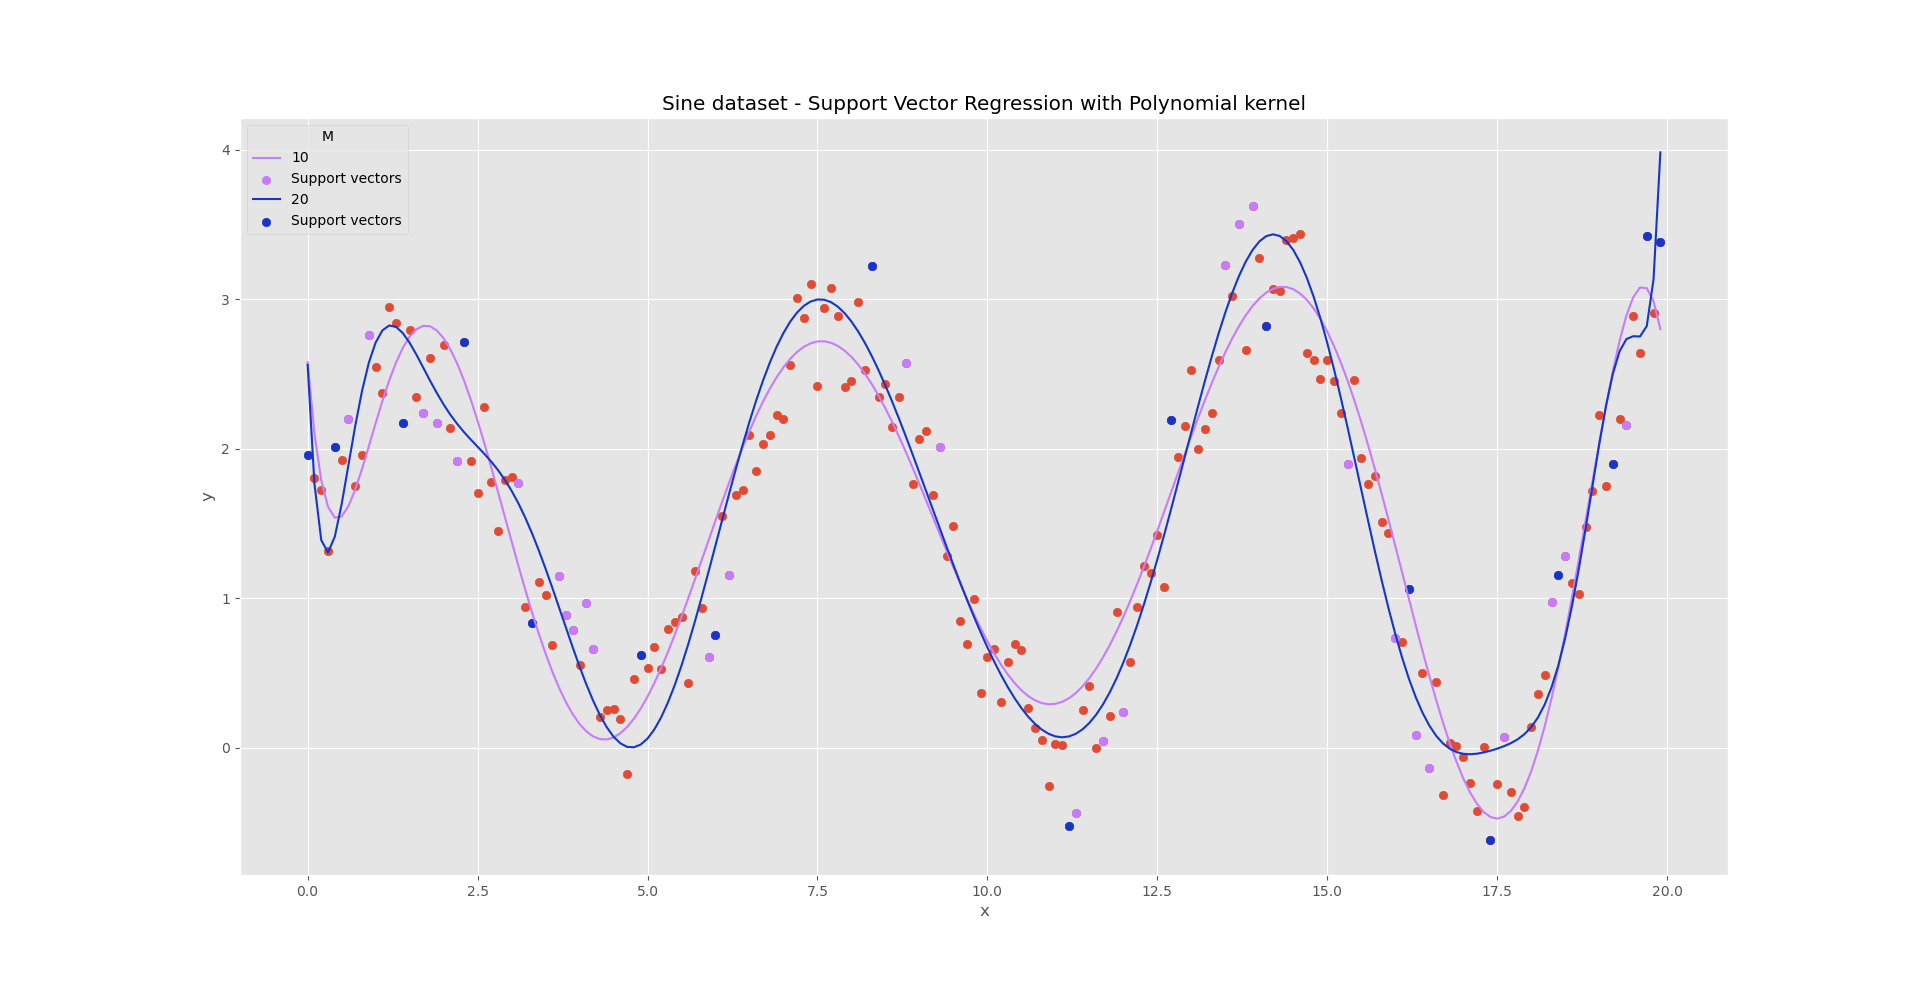 Sine dataset - Support Vector Regression with Polynomial kernel
M
10
Support vectors
20
Support vectors
4
3
2
1
0
y
0.0 2.5 5.0 7.5 10.0 12.5 15.0 17.5 20.0
x